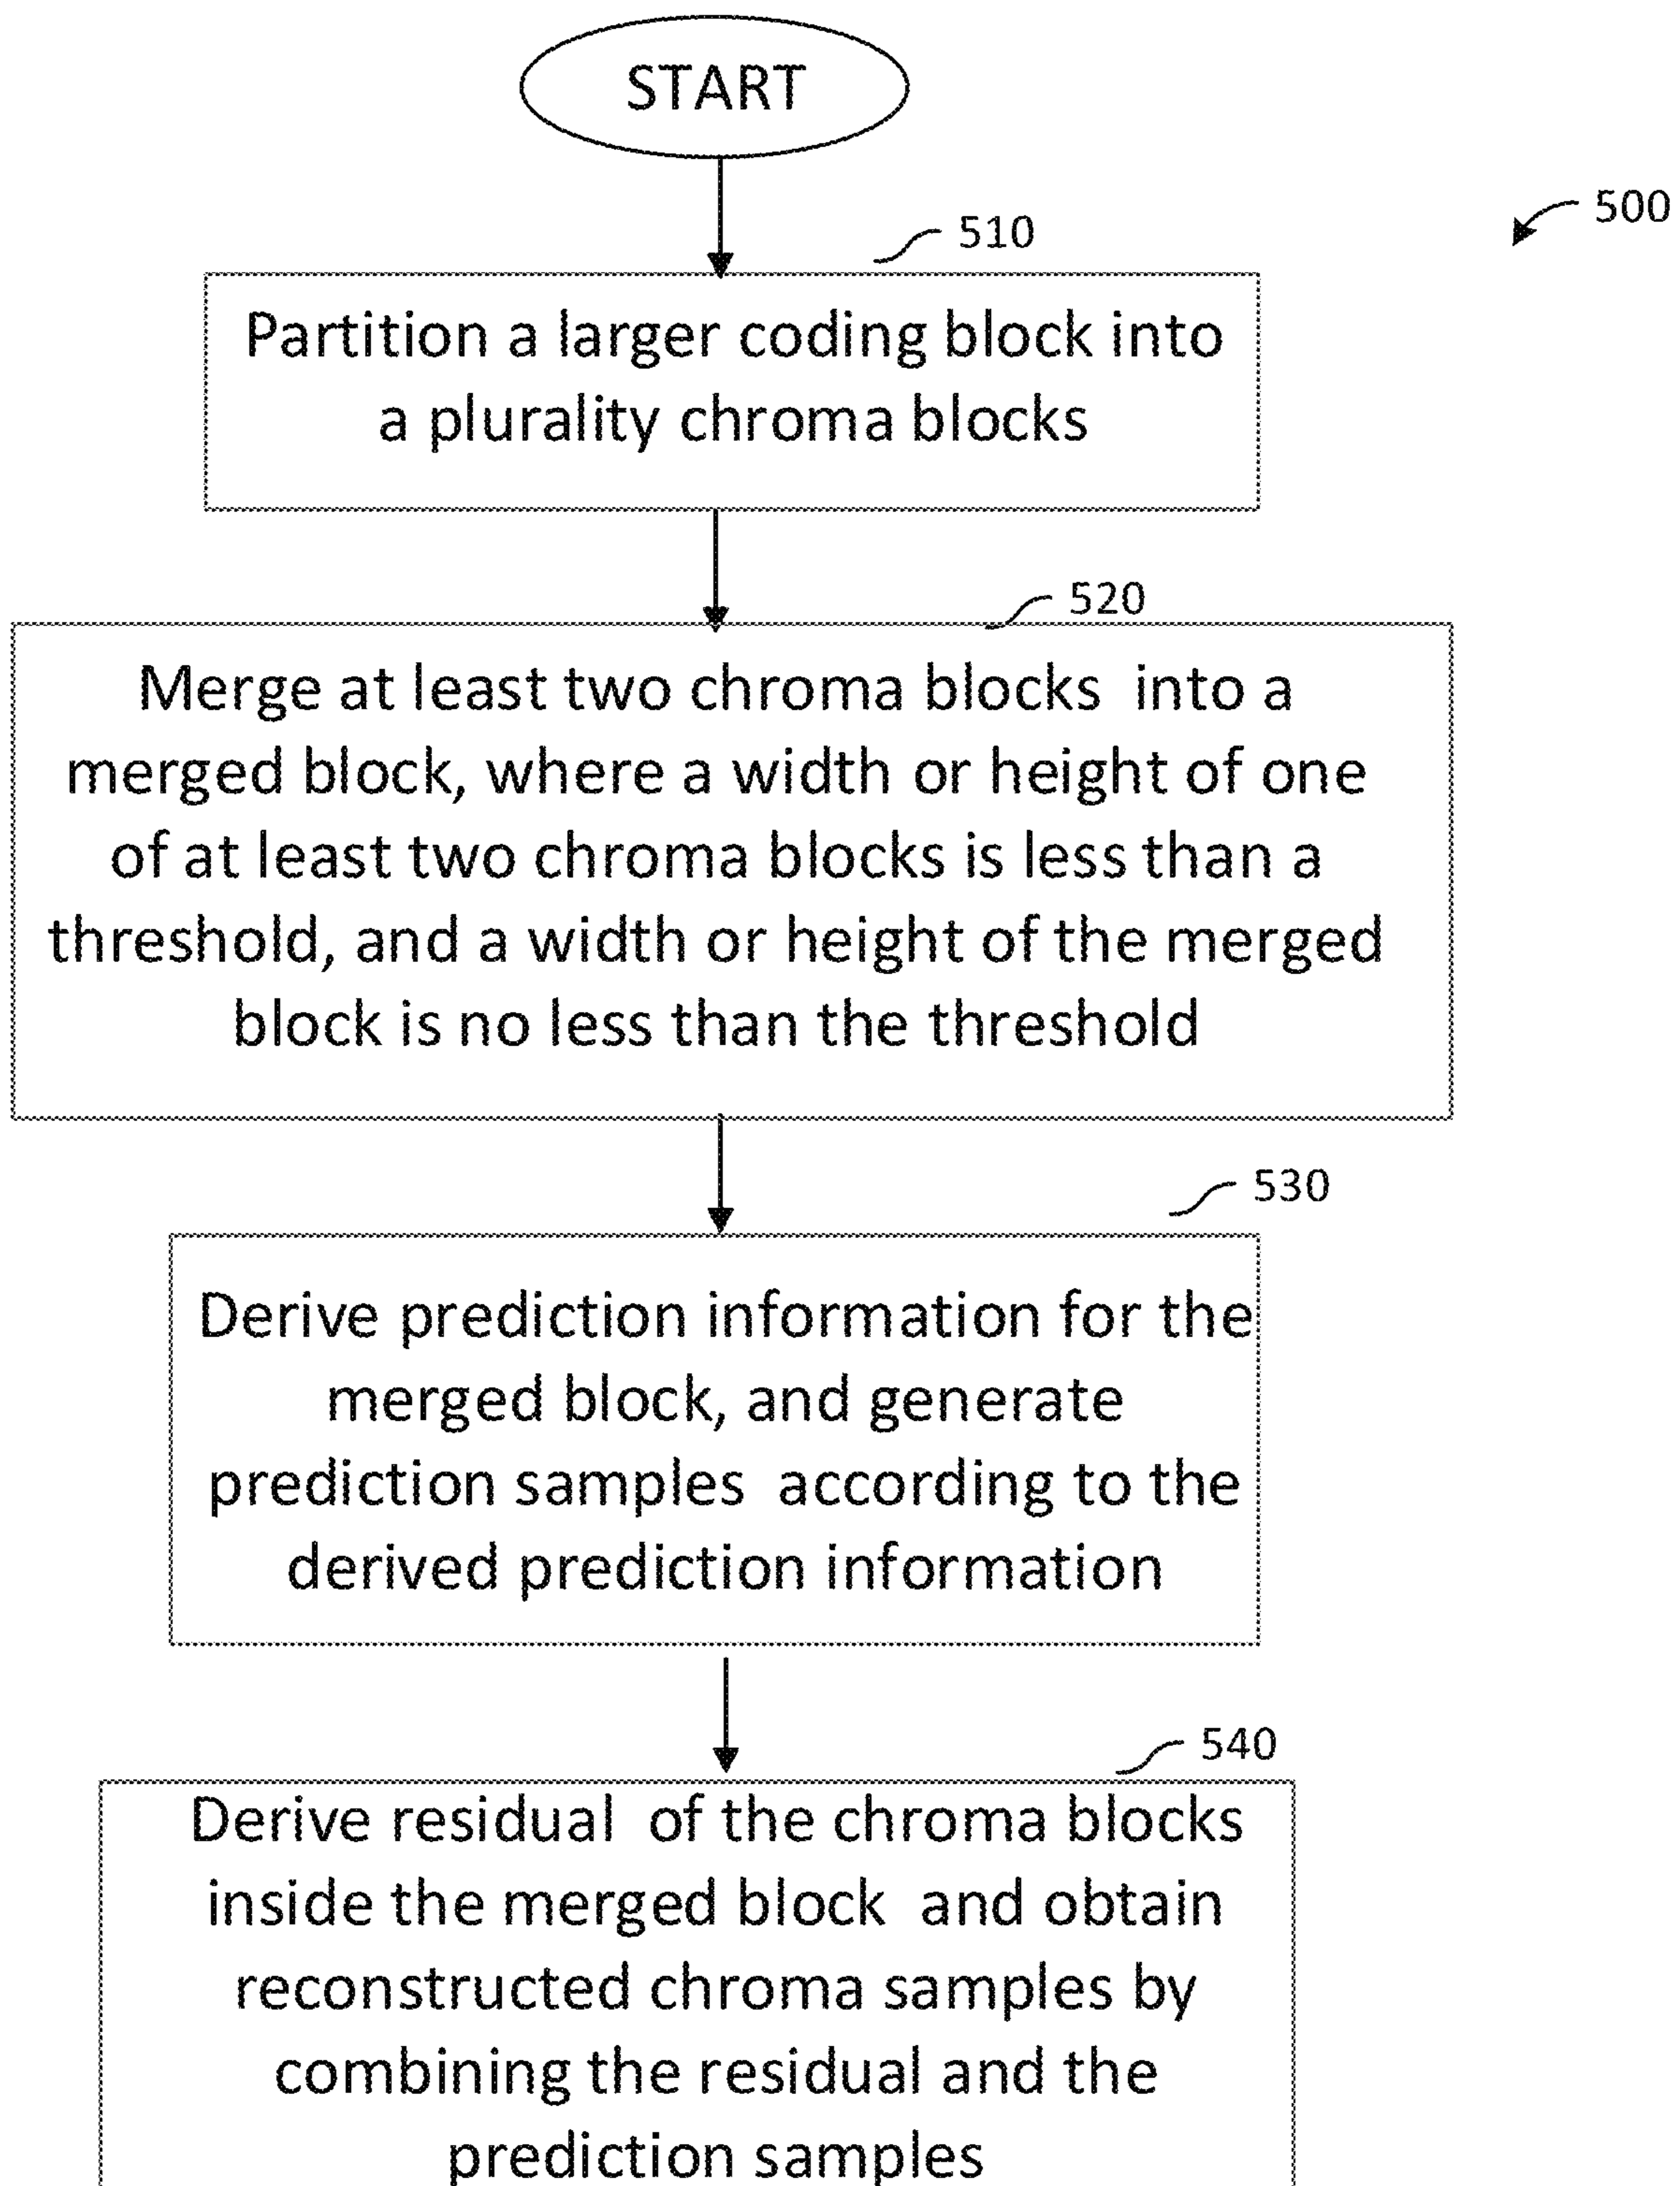 START
500
510
Partition a larger coding block into
a plurality chroma blocks
520
Merge at least two chroma blocks into a
merged block, where a width or height of one
of at least two chroma blocks is less than a
threshold, and a width or height of the merged
block is no less than the threshold
530
Derive prediction information for the
merged block, and generate
prediction samples according to the
derived prediction information
540
Derive residual of the chroma blocks
inside the merged block and obtain
reconstructed chroma samples by
combining the residual and the
prediction samples